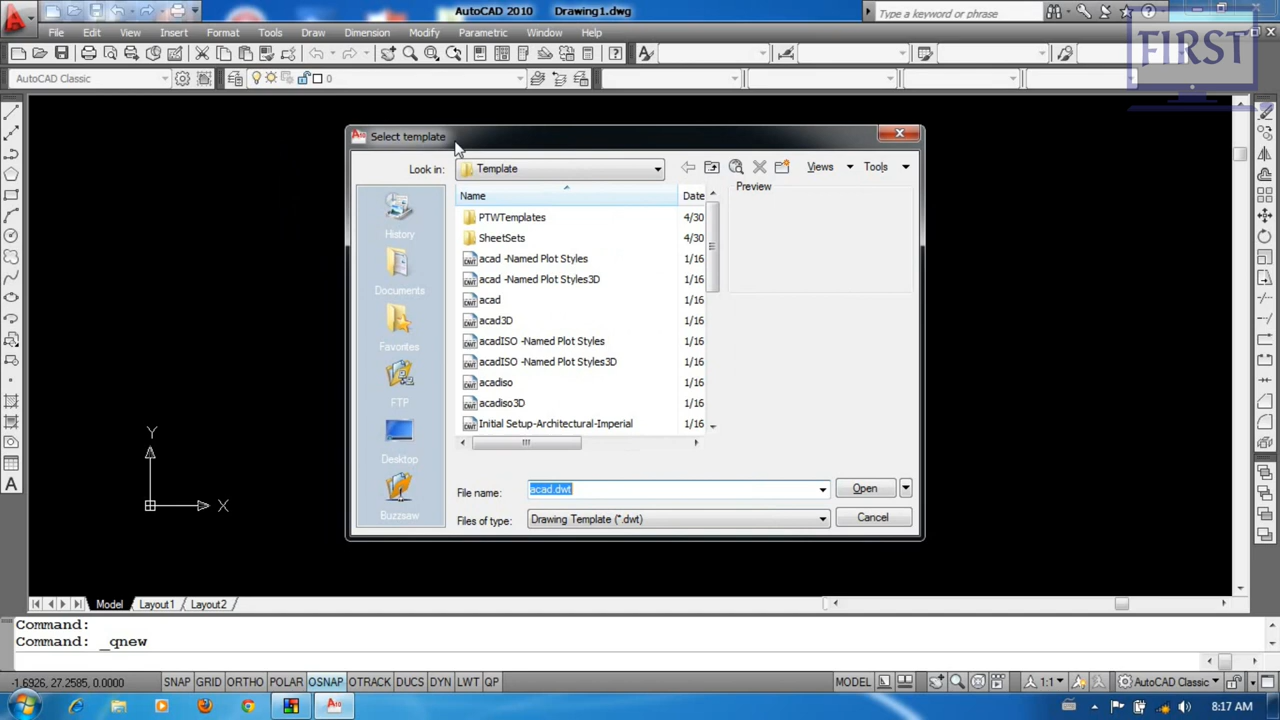 AutoCAD 2010 Drawing1.dwg
Type a keyword or phrase
FIRST
File Edit View Insert Format Tools Draw Dimension Modify Parametric Window Help
AutoCAD Classic
0
Select template
Look in: Template
Views Tools
Name Date
Preview
PTWTemplates 4/30
SheetSets 4/30
acad -Named Plot Styles 1/16
acad -Named Plot Styles3D 1/16
acad 1/16
acad3D 1/16
acadISO -Named Plot Styles 1/16
acadISO -Named Plot Styles3D 1/16
acadiso 1/16
acadiso3D 1/16
Initial Setup-Architectural-Imperial 1/16
History
Documents
Favorites
FTP
Desktop
Buzzsaw
File name: acad.dwt Open
Files of type: Drawing Template (*.dwt) Cancel
Y
X
Model Layout1 Layout2
Command:
Command: _qnew
-1.6926, 27.2585, 0.0000 SNAP GRID ORTHO POLAR OSNAP OTRACK DUCS DYN LWT QP MODEL 1:1 AutoCAD Classic
8:17 AM